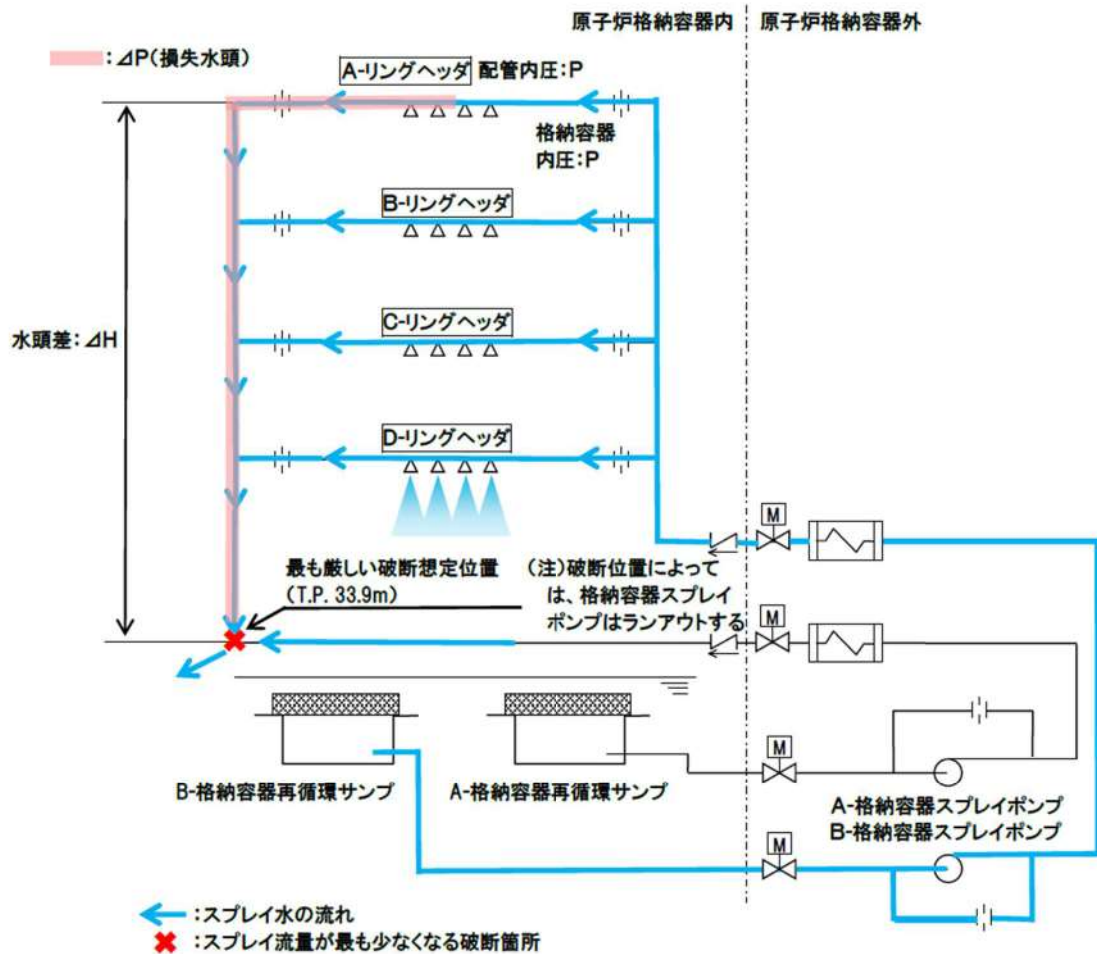 原子炉格納容器内
原子炉格納容器外
:⊿P(損失水頭)
A-リングヘッダ 配管内圧:P
格納容器
内圧:P
B-リングヘッダ
水頭差:⊿H
C-リングヘッダ
D-リングヘッダ
M
最も厳しい破断想定位置
(T.P. 33.9m)
(注)破断位置によって
は、格納容器スプレイ
ポンプはランアウトする
M
M
B-格納容器再循環サンプ
A-格納容器再循環サンプ
A-格納容器スプレイポンプ
B-格納容器スプレイポンプ
M
:スプレイ水の流れ
:スプレイ流量が最も少なくなる破断箇所